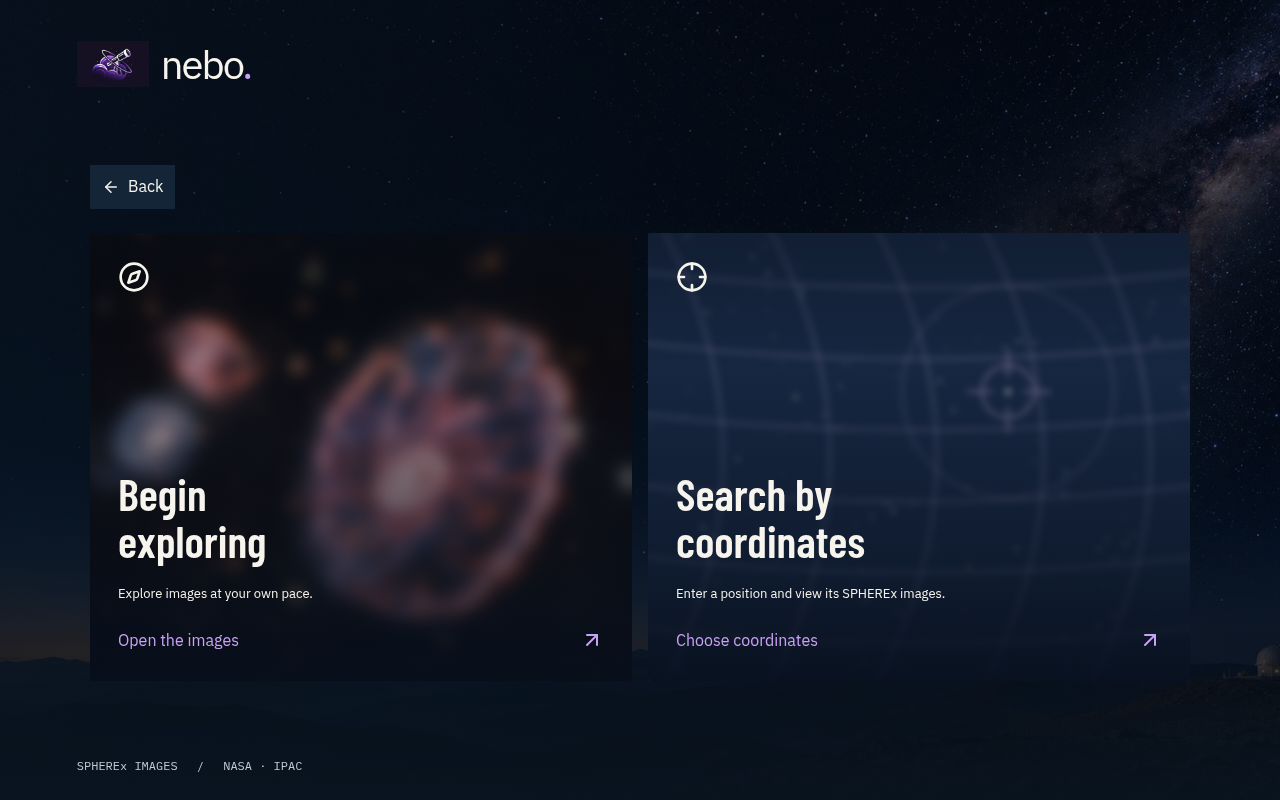 nebo.
Back
Begin
exploring
Explore images at your own pace.
Open the images
Search by
coordinates
Enter a position and view its SPHEREx images.
Choose coordinates
SPHEREx IMAGES / NASA · IPAC